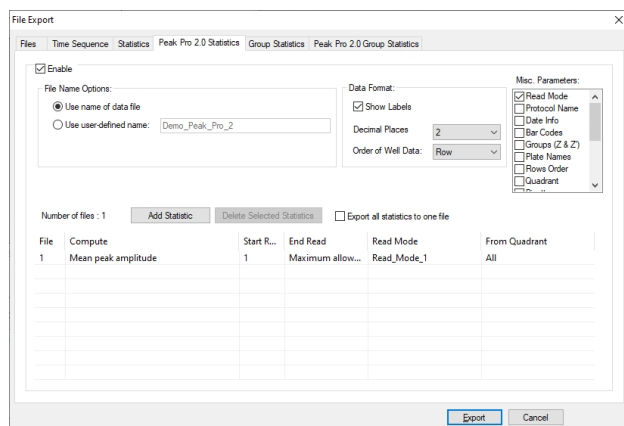 File Export
Files Time Sequence Statistics Peak Pro 2.0 Statistics Group Statistics Peak Pro 2.0 Group Statistics
Enable
Misc. Parameters:
File Name Options:
Data Format:
Use name of data file
Use user-defined name: Demo_Peak_Pro_2
Show Labels
Decimal Places 2
Order of Well Data: Row
Read Mode
Protocol Name
Date Info
Bar Codes
Groups (Z & Z')
Plate Names
Rows Order
Quadrant
Number of files : 1 Add Statistic Delete Selected Statistics Export all statistics to one file
File Compute Start R... End Read Read Mode From Quadrant
1 Mean peak amplitude 1 Maximum allow... Read_Mode_1 All
Export Cancel